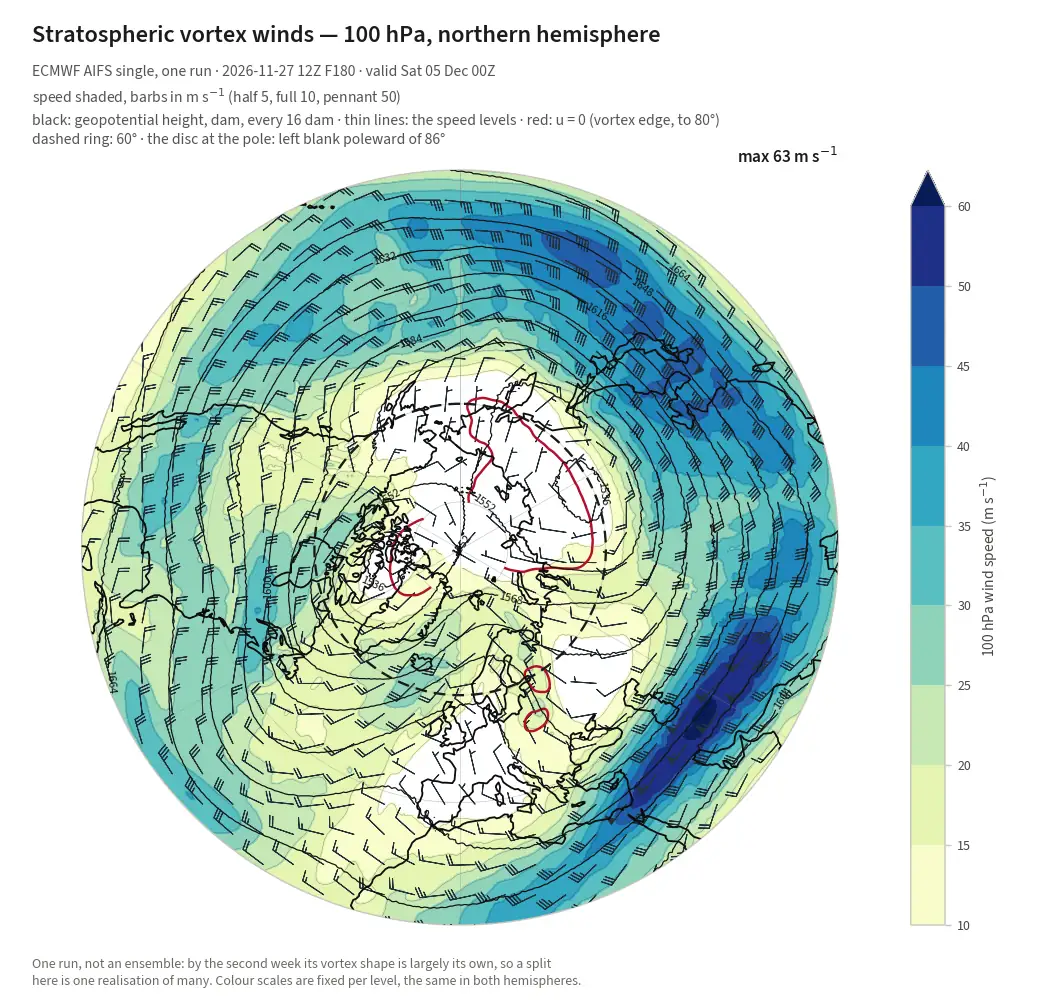 Stratospheric vortex winds — 100 hPa, northern hemisphere
ECMWF AIFS single, one run · 2026-11-27 12Z F180 · valid Sat 05 Dec 00Z
speed shaded, barbs in m s⁻¹ (half 5, full 10, pennant 50)
black: geopotential height, dam, every 16 dam · thin lines: the speed levels · red: u = 0 (vortex edge, to 80°)
dashed ring: 60° · the disc at the pole: left blank poleward of 86°
max 63 m s⁻¹
60
50
45
40
35
30
25
20
15
10
100 hPa wind speed (m s⁻¹)
1632
1664
1648
1616
1536
1552
1536
1568
1600
1664
One run, not an ensemble: by the second week its vortex shape is largely its own, so a split
here is one realisation of many. Colour scales are fixed per level, the same in both hemispheres.